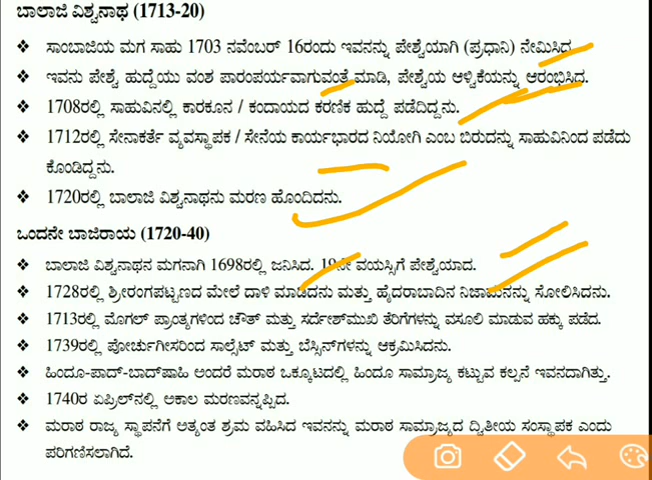 ಬಾಲಾಜಿ ವಿಶ್ವನಾಥ (1713-20)
❖ ಸಾಂಬಾಜಿಯ ಮಗ ಸಾಹು 1703 ನವೆಂಬರ್ 16ರಂದು ಇವನನ್ನು ಪೇಶ್ವೆಯಾಗಿ (ಪ್ರಧಾನಿ) ನೇಮಿಸಿದ
❖ ಇವನು ಪೇಶ್ವೆ ಹುದ್ದೆಯು ವಂಶ ಪಾರಂಪರ್ಯವಾಗುವಂತೆ ಮಾಡಿ, ಪೇಶ್ವೆಯ ಆಳ್ವಿಕೆಯನ್ನು ಆರಂಭಿಸಿದ.
❖ 1708ರಲ್ಲಿ ಸಾಹುವಿನಲ್ಲಿ ಕಾರಕೂನ / ಕಂದಾಯದ ಕರಣಿಕ ಹುದ್ದೆ ಪಡೆದಿದ್ದನು.
❖ 1712ರಲ್ಲಿ ಸೇನಾಕರ್ತೆ ವ್ಯವಸ್ಥಾಪಕ / ಸೇನೆಯ ಕಾರ್ಯಭಾರದ ನಿಯೋಗಿ ಎಂಬ ಬಿರುದನ್ನು ಸಾಹುವಿನಿಂದ ಪಡೆದು
ಕೊಂಡಿದ್ದನು.
❖ 1720ರಲ್ಲಿ ಬಾಲಾಜಿ ವಿಶ್ವನಾಥನು ಮರಣ ಹೊಂದಿದನು.
ಒಂದನೇ ಬಾಜಿರಾಯ (1720-40)
❖ ಬಾಲಾಜಿ ವಿಶ್ವನಾಥನ ಮಗನಾಗಿ 1698ರಲ್ಲಿ ಜನಿಸಿದ. 19ನೇ ವಯಸ್ಸಿಗೆ ಪೇಶ್ವೆಯಾದ.
❖ 1728ರಲ್ಲಿ ಶ್ರೀರಂಗಪಟ್ಟಣದ ಮೇಲೆ ದಾಳಿ ಮಾಡಿದನು ಮತ್ತು ಹೈದರಾಬಾದಿನ ನಿಜಾಮನನ್ನು ಸೋಲಿಸಿದನು.
❖ 1713ರಲ್ಲಿ ಮೊಗಲ್ ಪ್ರಾಂತ್ಯಗಳಿಂದ ಚೌತ್ ಮತ್ತು ಸರ್ದೇಶ್‌ಮುಖಿ ತೆರಿಗೆಗಳನ್ನು ವಸೂಲಿ ಮಾಡುವ ಹಕ್ಕು ಪಡೆದ.
❖ 1739ರಲ್ಲಿ ಪೋರ್ಚುಗೀಸರಿಂದ ಸಾಲ್ಸೆಟ್ ಮತ್ತು ಬೆಸ್ಸಿನ್‌ಗಳನ್ನು ಆಕ್ರಮಿಸಿದನು.
❖ ಹಿಂದೂ-ಪಾದ್-ಬಾದ್‌ಷಾಹಿ ಅಂದರೆ ಮರಾಠ ಒಕ್ಕೂಟದಲ್ಲಿ ಹಿಂದೂ ಸಾಮ್ರಾಜ್ಯ ಕಟ್ಟುವ ಕಲ್ಪನೆ ಇವನದಾಗಿತ್ತು.
❖ 1740ರ ಏಪ್ರಿಲ್‌ನಲ್ಲಿ ಅಕಾಲ ಮರಣವನ್ನಪ್ಪಿದ.
❖ ಮರಾಠ ರಾಜ್ಯ ಸ್ಥಾಪನೆಗೆ ಅತ್ಯಂತ ಶ್ರಮ ವಹಿಸಿದ ಇವನನ್ನು ಮರಾಠ ಸಾಮ್ರಾಜ್ಯದ ದ್ವಿತೀಯ ಸಂಸ್ಥಾಪಕ ಎಂದು
ಪರಿಗಣಿಸಲಾಗಿದೆ.